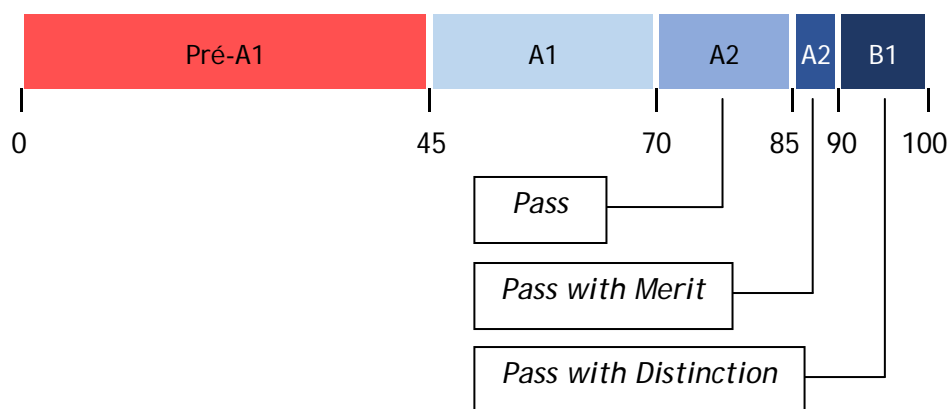 Pré-A1 A1 A2 A2 B1
0 45 70 85 90 100
Pass
Pass with Merit
Pass with Distinction